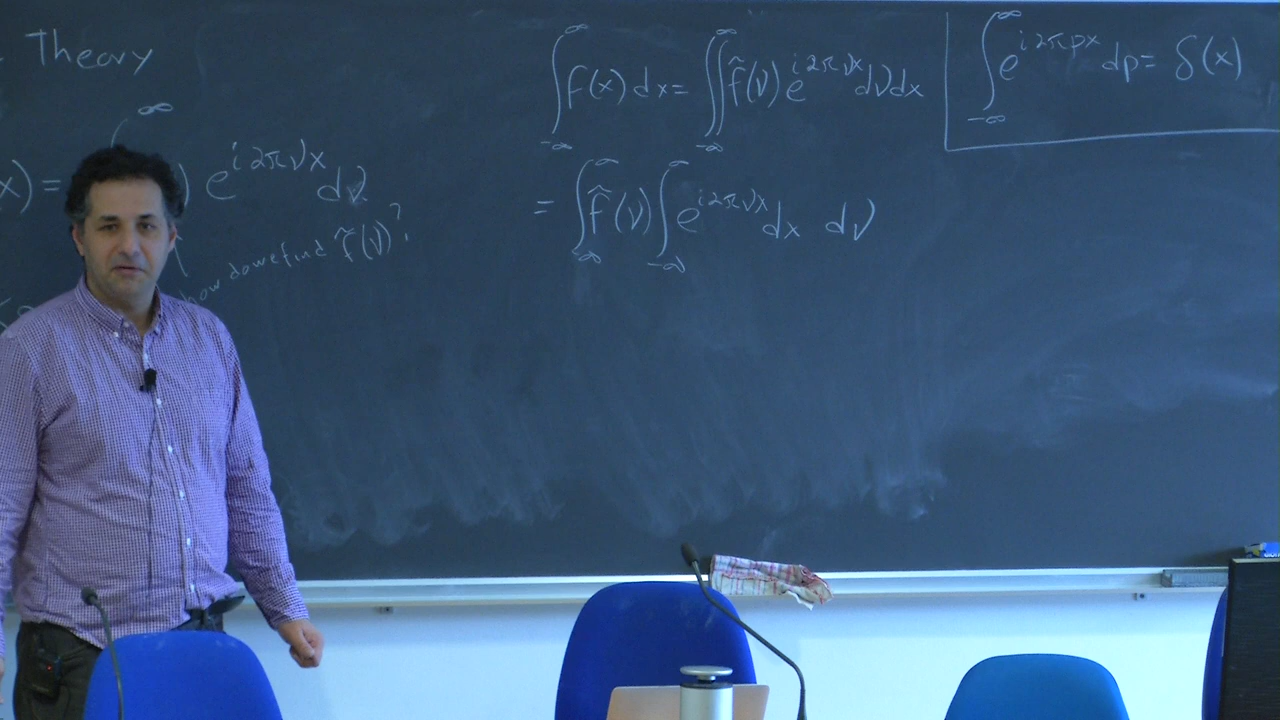 Theory
x) = ∫^∞ ) e^{i2πνx} dν
how do we find f̃(ν)?
∫_{-∞}^{∞} f(x) dx = ∫∫_{-∞}^{∞} f̃(ν) e^{i2πνx} dν dx
= ∫_{-∞}^{∞} f̃(ν) ∫_{-∞}^{∞} e^{i2πνx} dx dν
∫_{-∞}^{∞} e^{i2πpx} dp = δ(x)